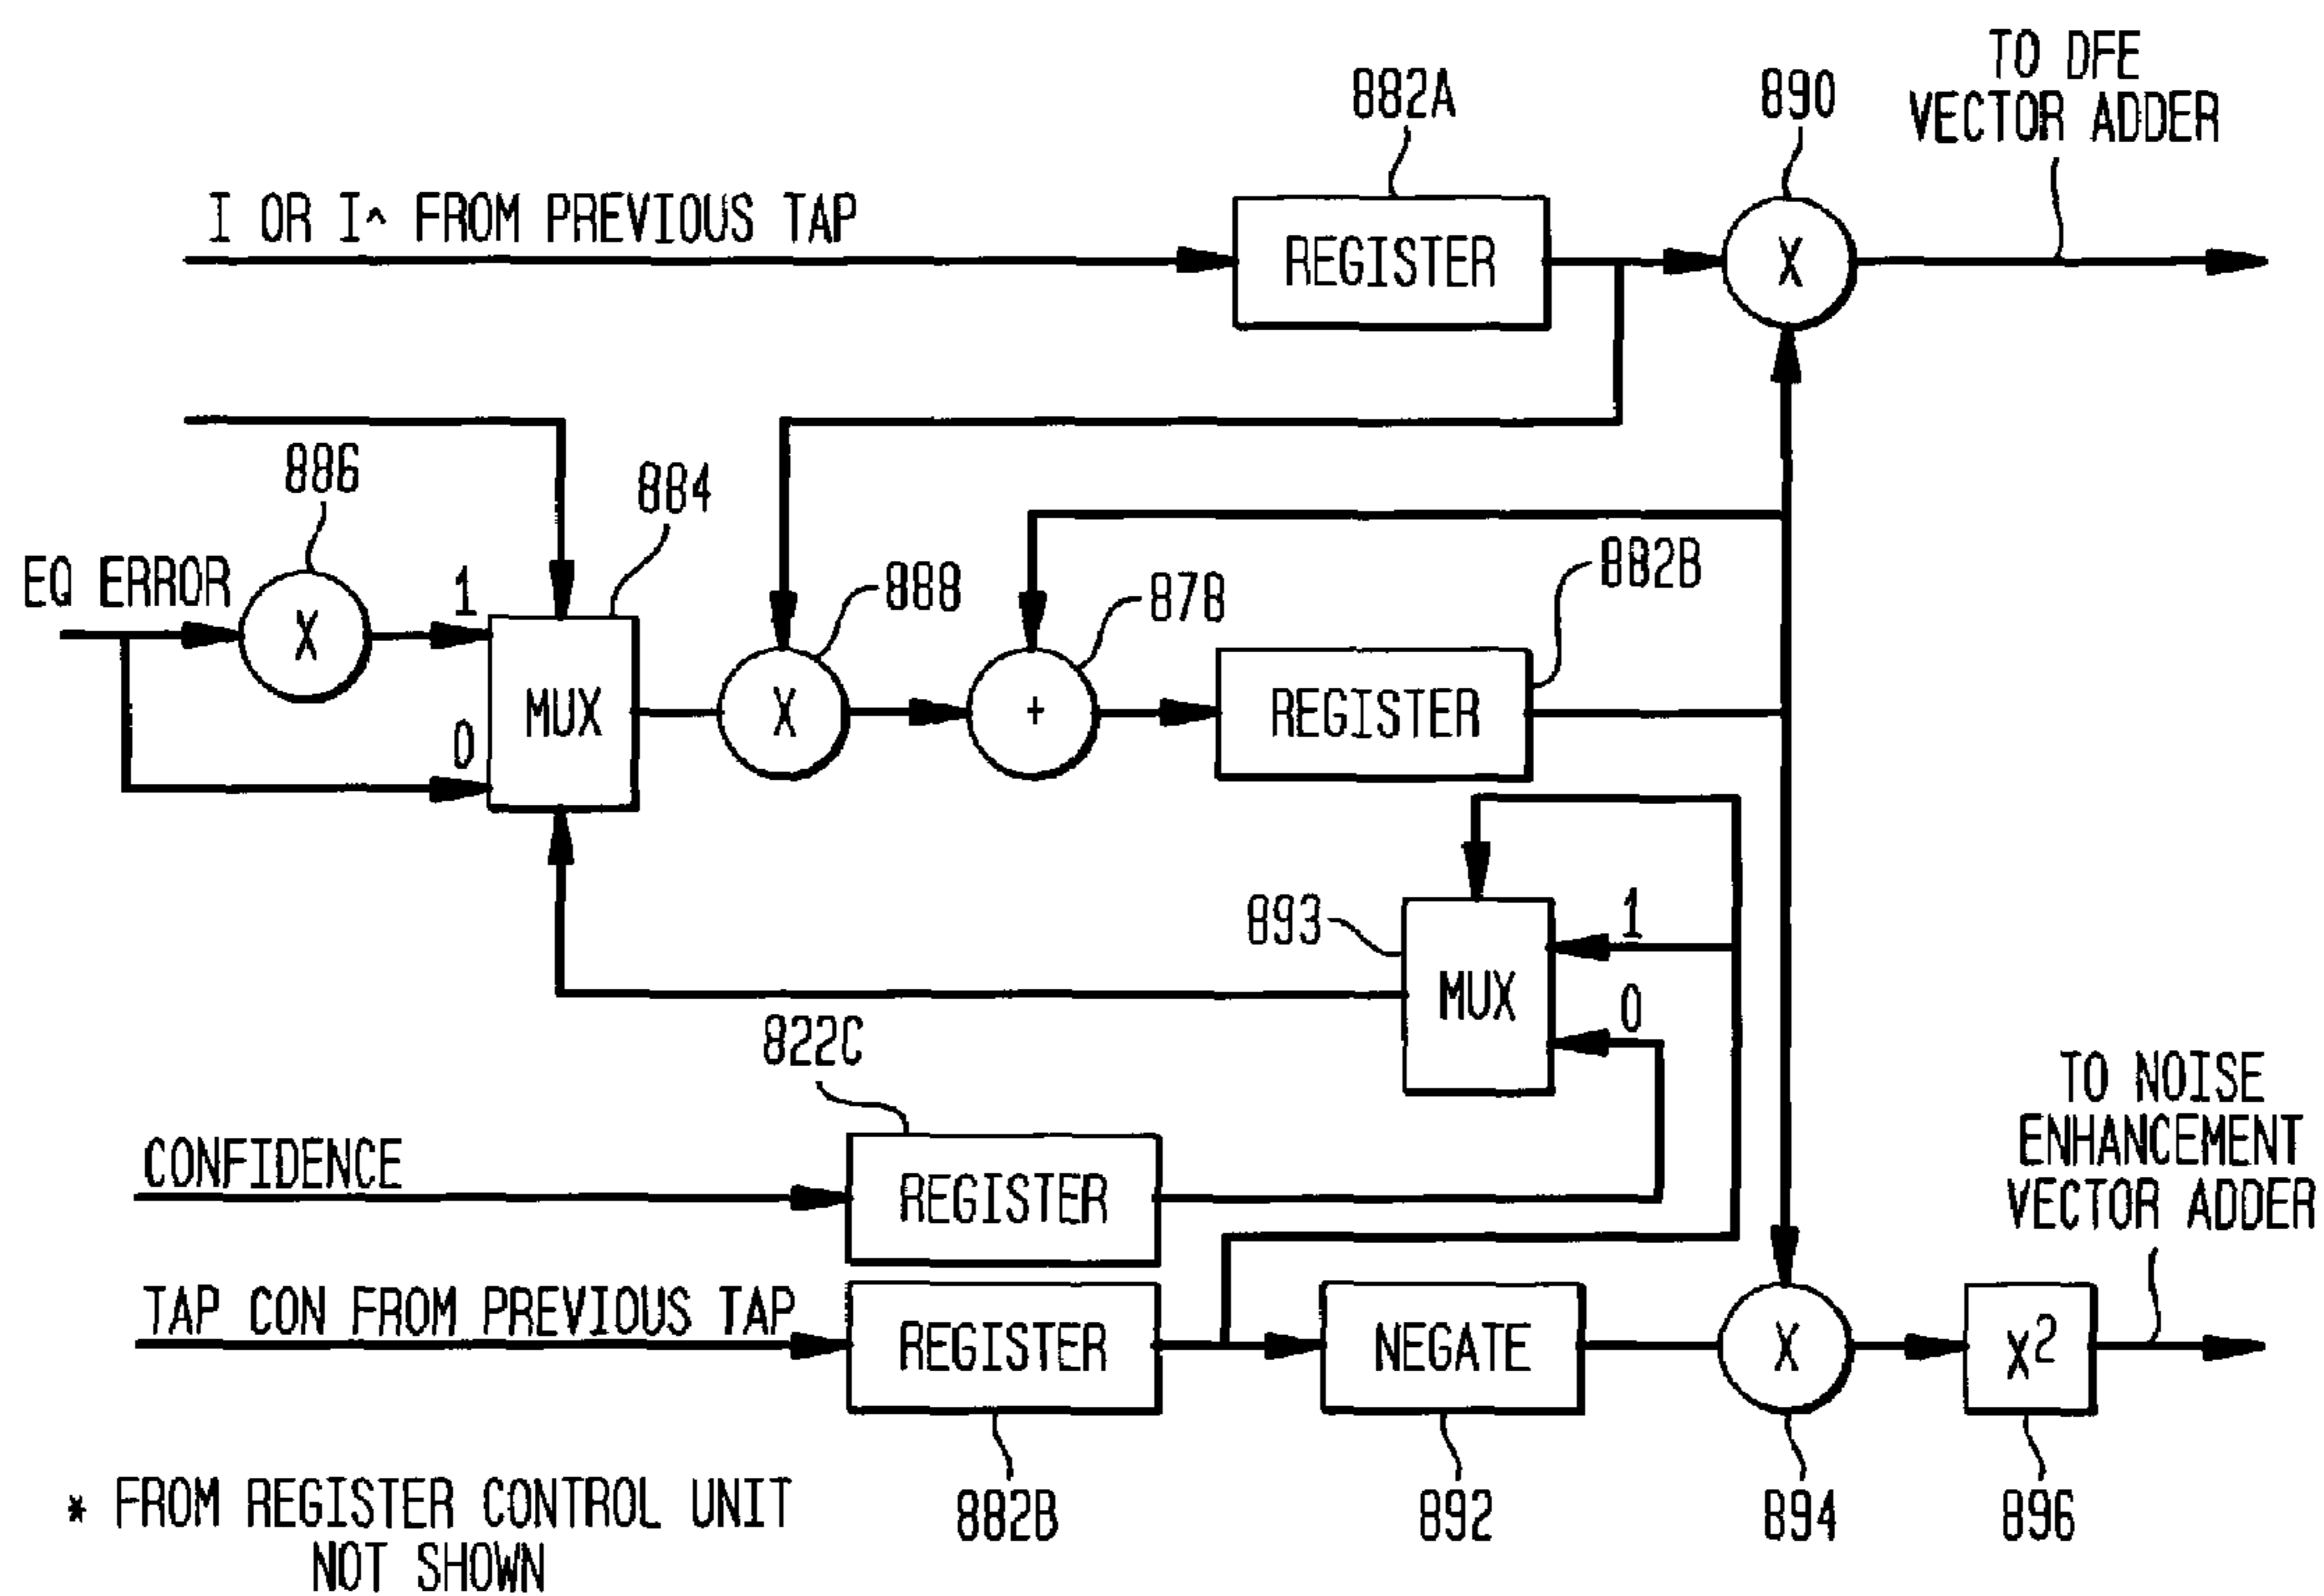 TO DFE
VECTOR ADDER
882A
890
I OR I^ FROM PREVIOUS TAP
REGISTER
X
886
884
EQ ERROR
X
1
0
MUX
888
X
878
+
882B
REGISTER
893
MUX
1
0
822C
CONFIDENCE
REGISTER
TO NOISE
ENHANCEMENT
VECTOR ADDER
TAP CON FROM PREVIOUS TAP
REGISTER
NEGATE
X
X2
882B
892
894
896
* FROM REGISTER CONTROL UNIT
NOT SHOWN